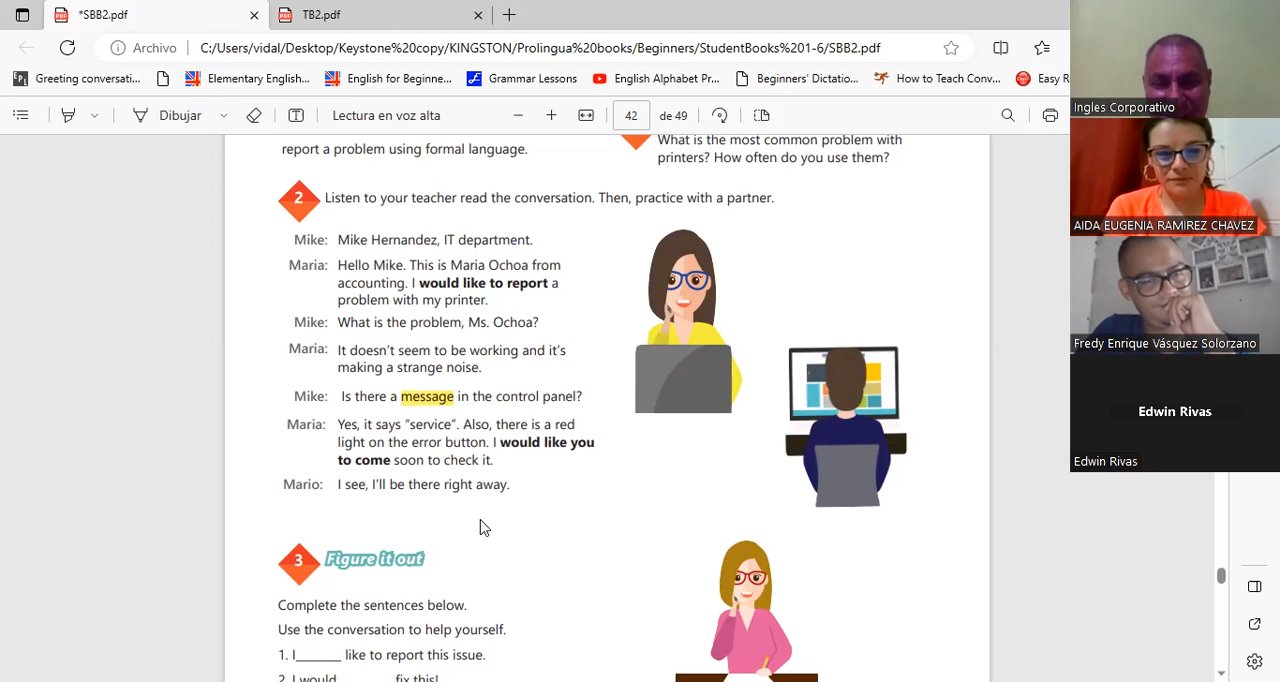 *SBB2.pdf
TB2.pdf
Archivo
C:/Users/vidal/Desktop/Keystone%20copy/KINGSTON/Prolingua%20books/Beginners/StudentBooks%201-6/SBB2.pdf
Greeting conversati...
Elementary English...
English for Beginne...
Grammar Lessons
English Alphabet Pr...
Beginners' Dictatio...
How to Teach Conv...
Easy R
Dibujar
Lectura en voz alta
42
de 49
report a problem using formal language.
What is the most common problem with
printers? How often do you use them?
2 Listen to your teacher read the conversation. Then, practice with a partner.
Mike: Mike Hernandez, IT department.
Maria: Hello Mike. This is Maria Ochoa from
accounting. I would like to report a
problem with my printer.
Mike: What is the problem, Ms. Ochoa?
Maria: It doesn't seem to be working and it's
making a strange noise.
Mike: Is there a message in the control panel?
Maria: Yes, it says "service". Also, there is a red
light on the error button. I would like you
to come soon to check it.
Mario: I see, I'll be there right away.
3 Figure it out
Complete the sentences below.
Use the conversation to help yourself.
1. I_______ like to report this issue.
2. I would _______ fix this!
Ingles Corporativo
AIDA EUGENIA RAMIREZ CHAVEZ
Fredy Enrique Vásquez Solorzano
Edwin Rivas
Edwin Rivas